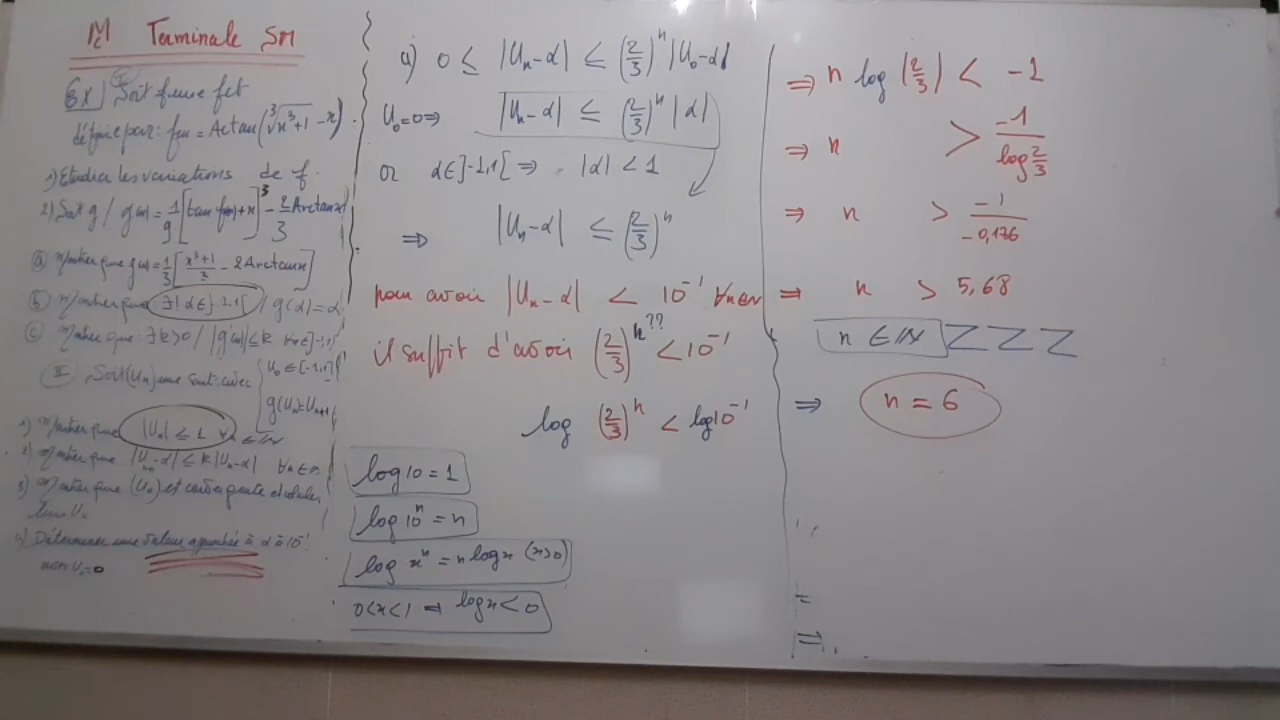 Terminale SM
EX) I Soit f une fct
définie par: f(x) = Arctan(∛(x³+1) - x)
1) Etudier les variations de f.
2) Soit g / g(x) = 1/9 [tan f(x) + x]³ - 2/3 Arctan x
a) Montrer que g(x) = 1/3 [(x³+1)/3 - 2 Arctan x]
b) Montrer que ∃! α ∈ ]-1,1[ / g(α) = α
c) Montrer que ∃ k>0 / |g'(x)| ≤ k ∀x ∈ ]-1,1[
II Soit (Un) une suite avec { U₀ ∈ [-1,1]
g(Un) = Un+1
1) Montrer que |Un| ≤ 1 ∀n ∈ IN
2) Montrer que |Un+1 - α| ≤ k |Un - α| ∀n ∈ IN
3) Montrer que (Un) est convergente et calculer
lim Un
4) Déterminer une valeur approchée à α à 10⁻¹
avec U₀ = 0
a) 0 ≤ |Un - α| ≤ (2/3)ⁿ |U₀ - α|
U₀ = 0 ⇒ |Un - α| ≤ (2/3)ⁿ |α|
or α ∈ ]-1,1[ ⇒ |α| < 1
⇒ |Un - α| ≤ (2/3)ⁿ
pour avoir |Un - α| < 10⁻¹ ∀n∈IN
il suffit d'avoir (2/3)ⁿ < 10⁻¹ ??
log (2/3)ⁿ < log 10⁻¹
log 10 = 1
log 10ⁿ = n
log xⁿ = n log x (x>0)
0 < x < 1 ⇒ log x < 0
⇒ n log (2/3) < -1
⇒ n > -1 / log 2/3
⇒ n > -1 / -0,176
⇒ n > 5,68
n ∈ IN
⇒ n = 6